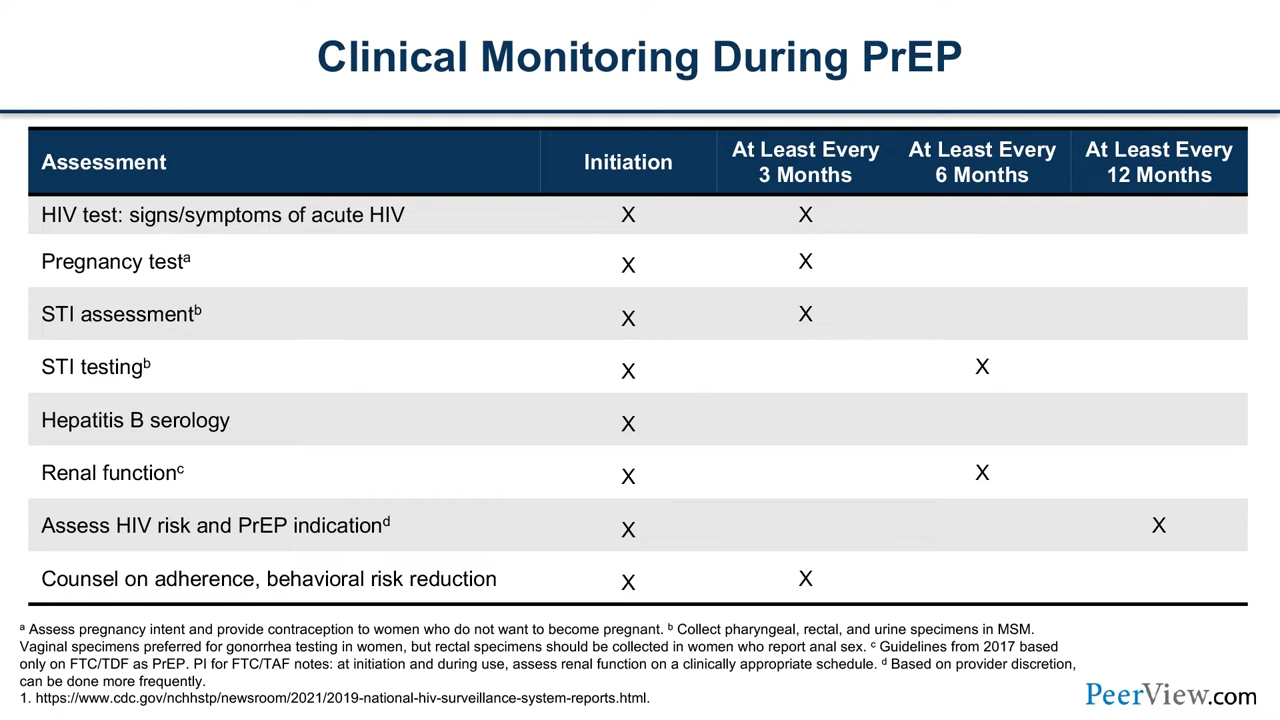 Clinical Monitoring During PrEP
Assessment Initiation At Least Every 3 Months At Least Every 6 Months At Least Every 12 Months
HIV test: signs/symptoms of acute HIV X X
Pregnancy testᵃ X X
STI assessmentᵇ X X
STI testingᵇ X X
Hepatitis B serology X
Renal functionᶜ X X
Assess HIV risk and PrEP indicationᵈ X X
Counsel on adherence, behavioral risk reduction X X
ᵃ Assess pregnancy intent and provide contraception to women who do not want to become pregnant. ᵇ Collect pharyngeal, rectal, and urine specimens in MSM.
Vaginal specimens preferred for gonorrhea testing in women, but rectal specimens should be collected in women who report anal sex. ᶜ Guidelines from 2017 based
only on FTC/TDF as PrEP. PI for FTC/TAF notes: at initiation and during use, assess renal function on a clinically appropriate schedule. ᵈ Based on provider discretion,
can be done more frequently.
1. https://www.cdc.gov/nchhstp/newsroom/2021/2019-national-hiv-surveillance-system-reports.html.
PeerView.com